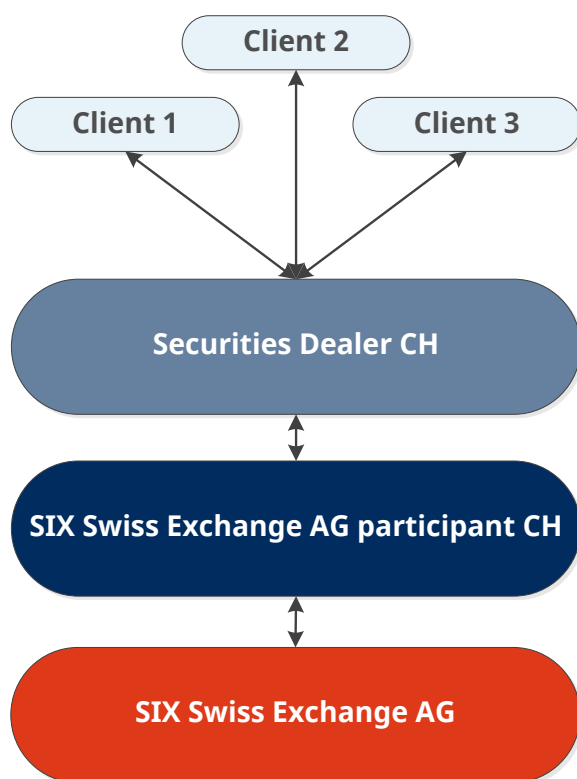 Client 2
Client 1
Client 3
Securities Dealer CH
SIX Swiss Exchange AG participant CH
SIX Swiss Exchange AG